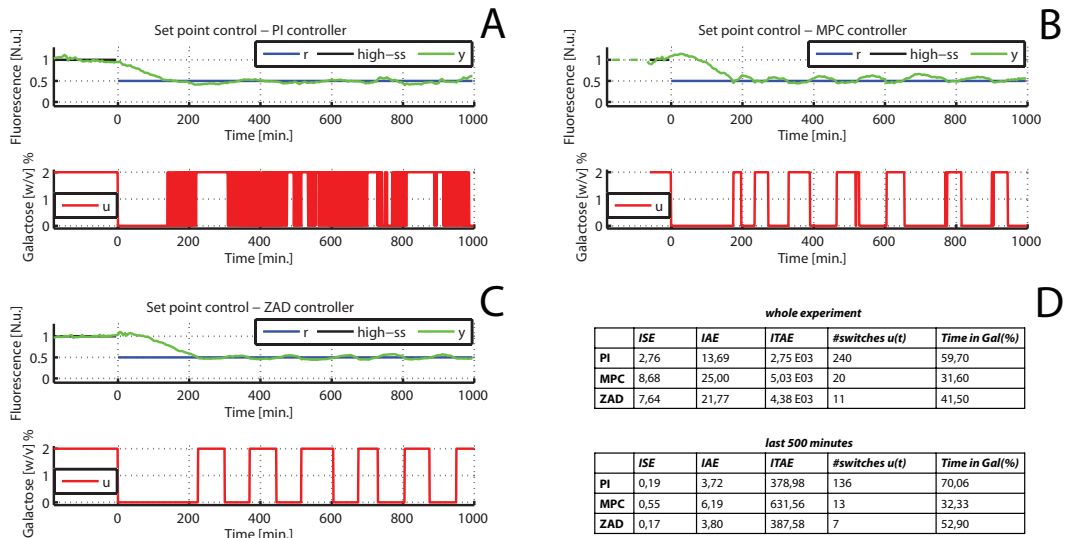 Set point control – PI controller
A
r high–ss y
Fluorescence [N.u.]
1
0.5
0
0 200 400 600 800 1000
Time [min.]
Galactose [w/v] %
2
1
0
u
0 200 400 600 800 1000
Time [min.]
Set point control – MPC controller
B
r high–ss y
Fluorescence [N.u.]
1
0.5
0
0 200 400 600 800 1000
Time [min.]
Galactose [w/v] %
2
1
0
u
0 200 400 600 800 1000
Time [min.]
Set point control – ZAD controller
C
r high–ss y
Fluorescence [N.u.]
1
0.5
0
0 200 400 600 800 1000
Time [min.]
Galactose [w/v] %
2
1
0
u
0 200 400 600 800 1000
Time [min.]
D
whole experiment
ISE IAE ITAE #switches u(t) Time in Gal(%)
PI 2,76 13,69 2,75 E03 240 59,70
MPC 8,68 25,00 5,03 E03 20 31,60
ZAD 7,64 21,77 4,38 E03 11 41,50
last 500 minutes
ISE IAE ITAE #switches u(t) Time in Gal(%)
PI 0,19 3,72 378,98 136 70,06
MPC 0,55 6,19 631,56 13 32,33
ZAD 0,17 3,80 387,58 7 52,90